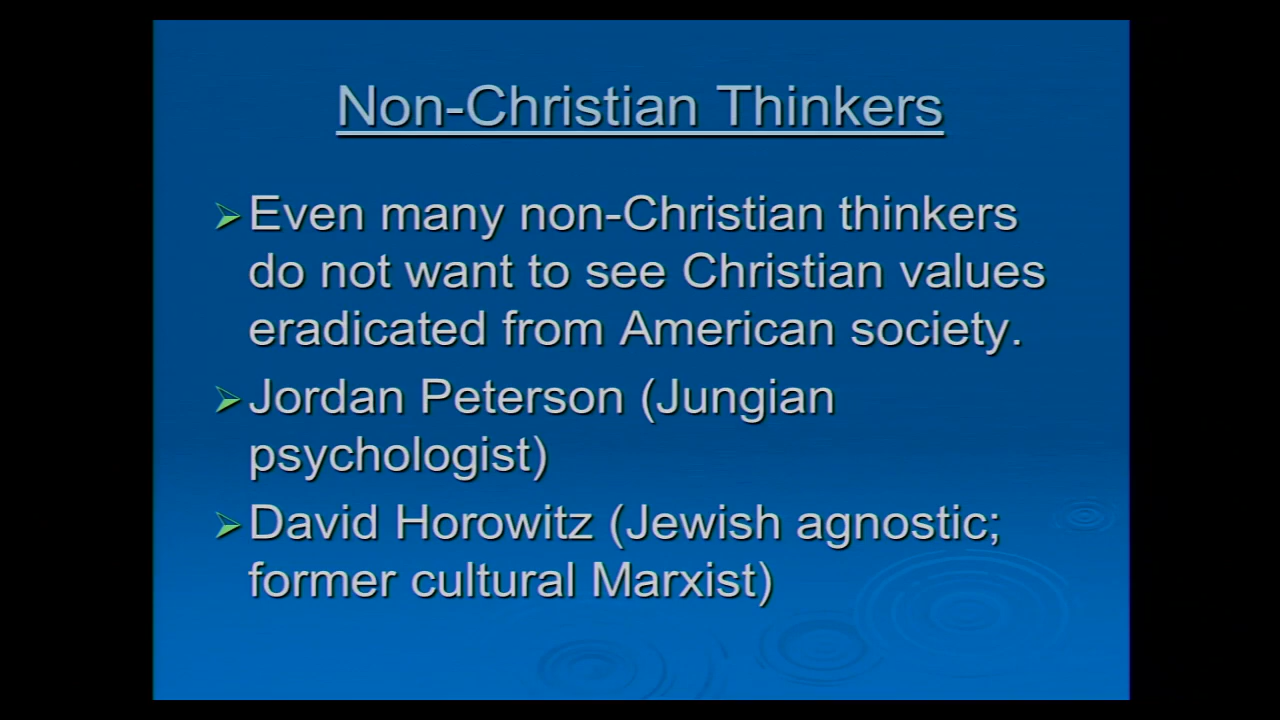 Non-Christian Thinkers
Even many non-Christian thinkers
do not want to see Christian values
eradicated from American society.
Jordan Peterson (Jungian
psychologist)
David Horowitz (Jewish agnostic;
former cultural Marxist)